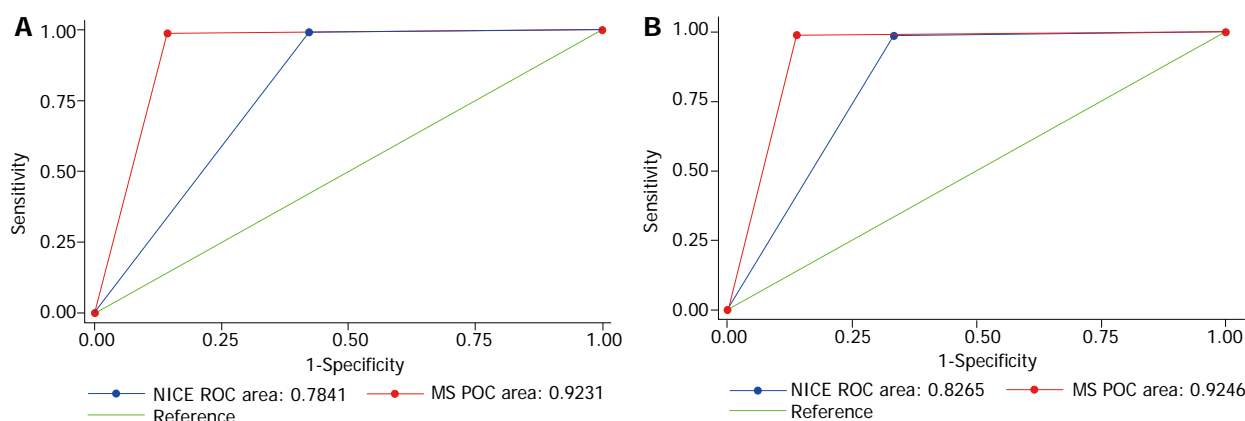 A
1.00
0.75
0.50
0.25
0.00
Sensitivity
0.00 0.25 0.50 0.75 1.00
1-Specificity
NICE ROC area: 0.7841 MS POC area: 0.9231
Reference
B
1.00
0.75
0.50
0.25
0.00
Sensitivity
0.00 0.25 0.50 0.75 1.00
1-Specificity
NICE ROC area: 0.8265 MS POC area: 0.9246
Reference